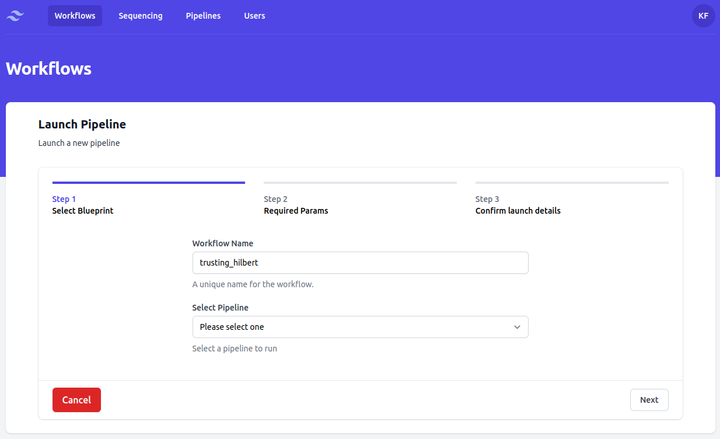 Workflows Sequencing Pipelines Users KF
Workflows
Launch Pipeline
Launch a new pipeline
Step 1
Select Blueprint
Step 2
Required Params
Step 3
Confirm launch details
Workflow Name
trusting_hilbert
A unique name for the workflow.
Select Pipeline
Please select one
Select a pipeline to run
Cancel
Next